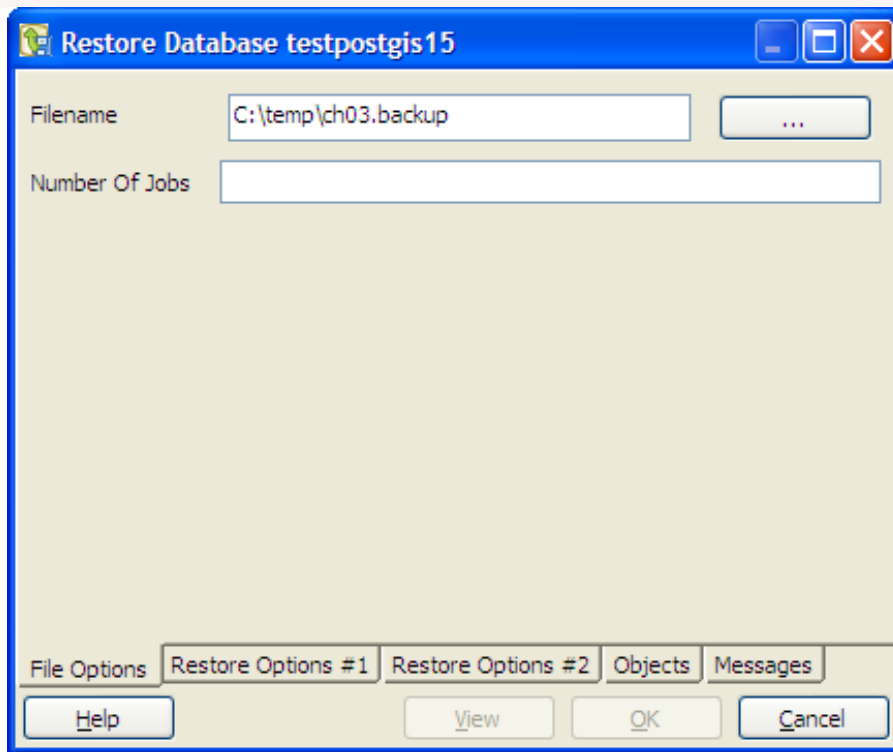 Restore Database testpostgis15
Filename C:\temp\ch03.backup ...
Number Of Jobs
File Options Restore Options #1 Restore Options #2 Objects Messages
Help View OK Cancel